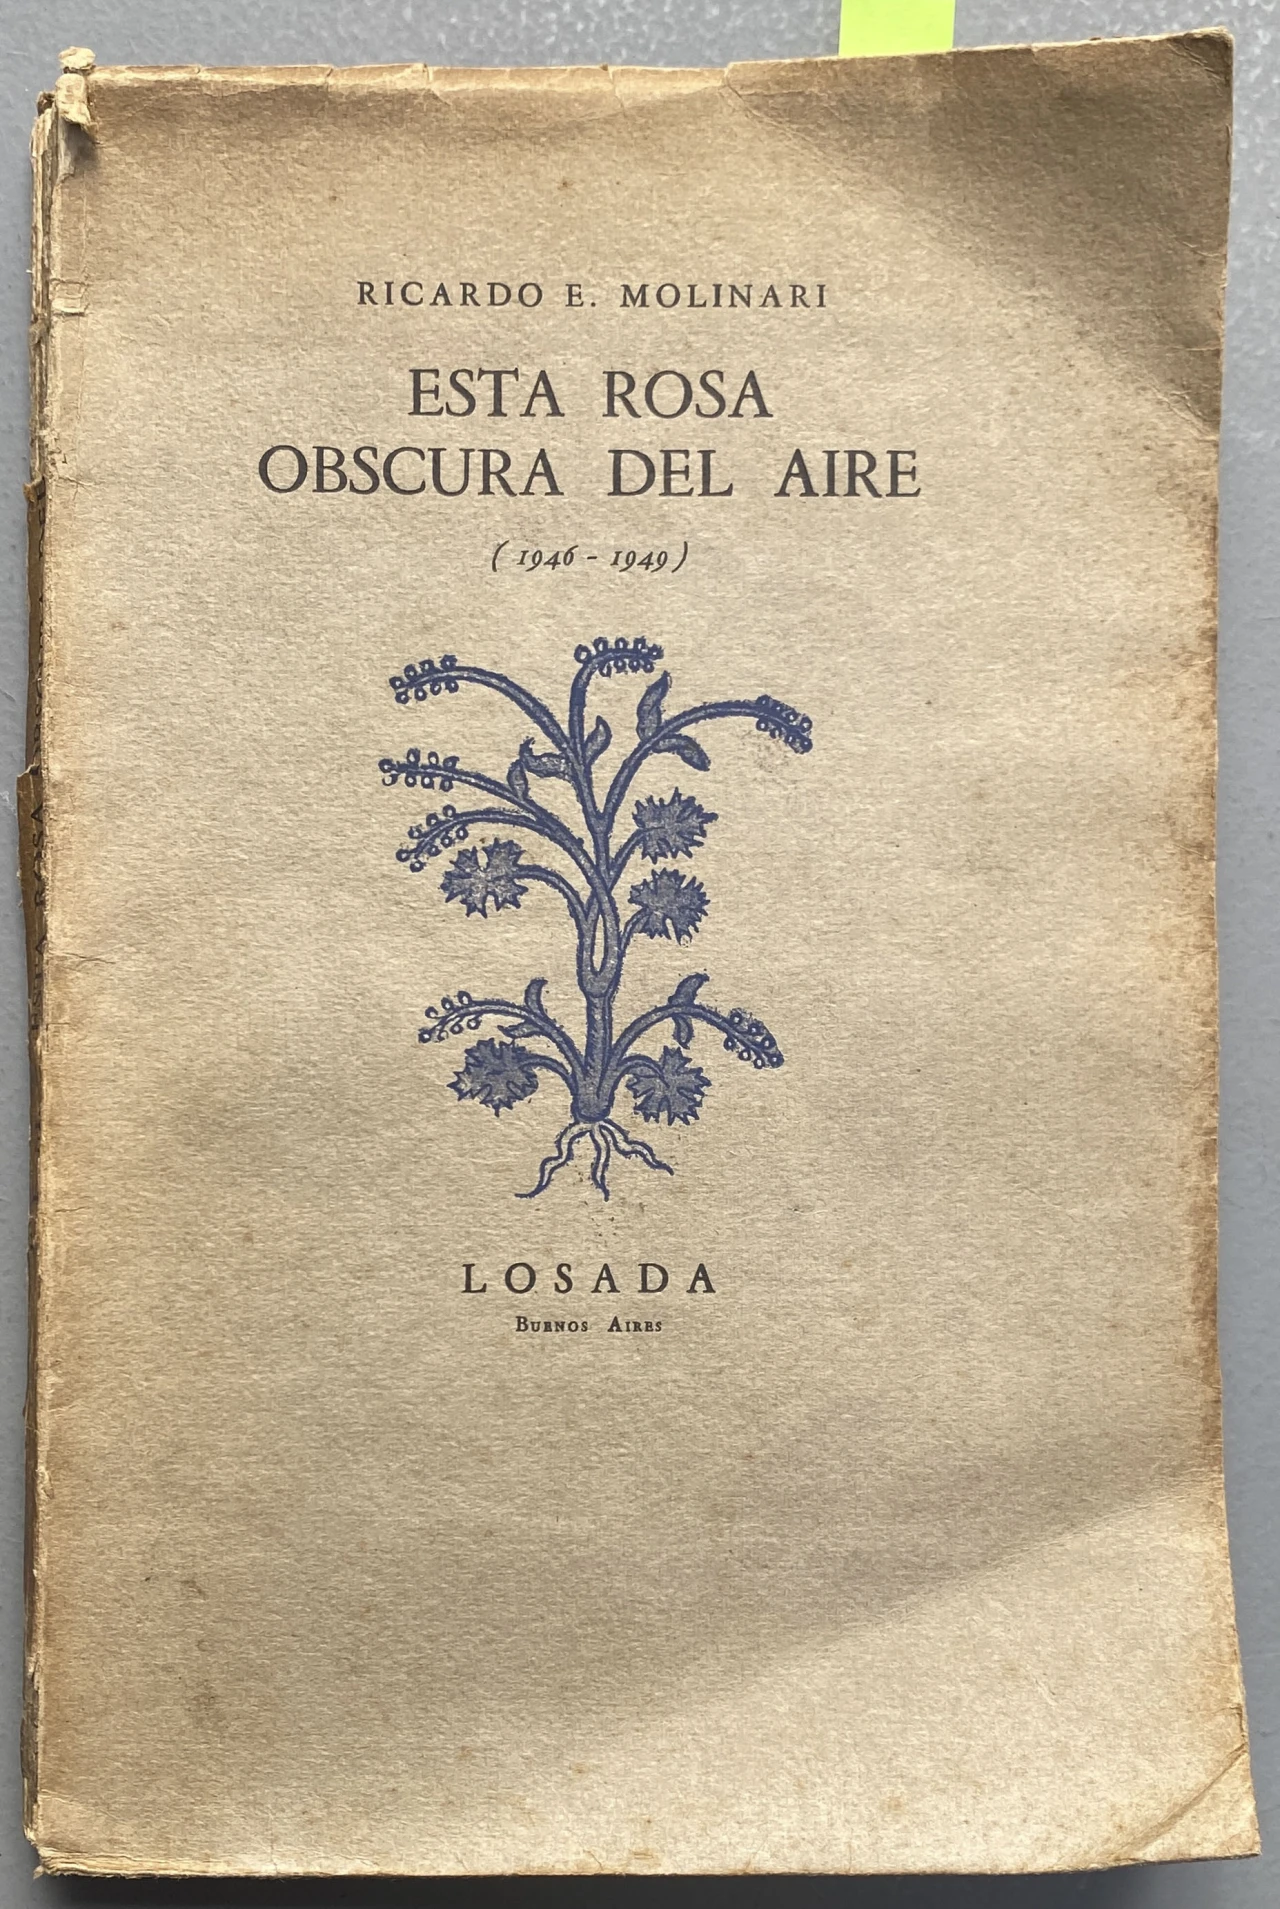 RICARDO E. MOLINARI
ESTA ROSA
OBSCURA DEL AIRE
(1946 - 1949)
LOSADA
BUENOS AIRES